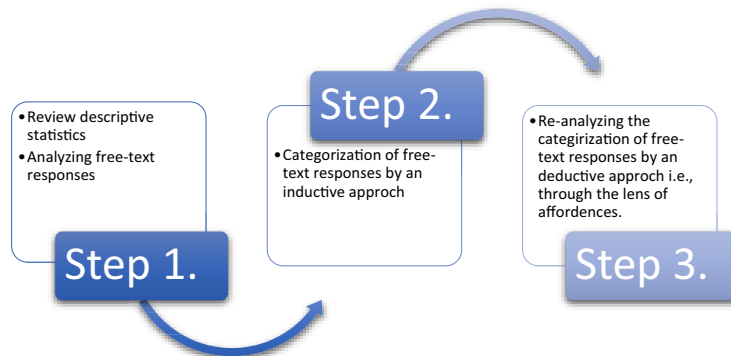 •Review descriptive
statistics
•Analyzing free-text
responses
Step 1.
Step 2.
•Categorization of free-
text responses by an
inductive approch
•Re-analyzing the
categirization of free-
text responses by an
deductive approch i.e.,
through the lens of
affordences.
Step 3.